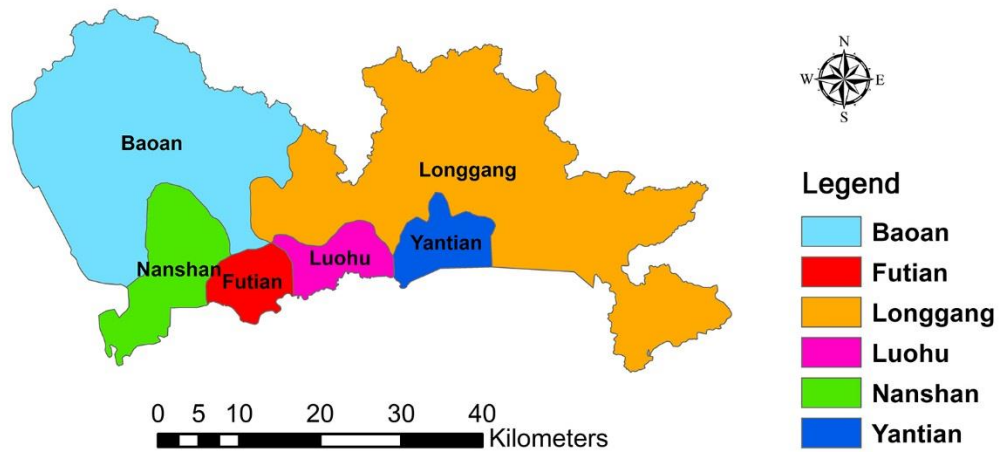 N
W E
S
Baoan
Longgang
Nanshan
Futian
Luohu
Yantian
Legend
Baoan
Futian
Longgang
Luohu
Nanshan
Yantian
0 5 10 20 30 40
Kilometers